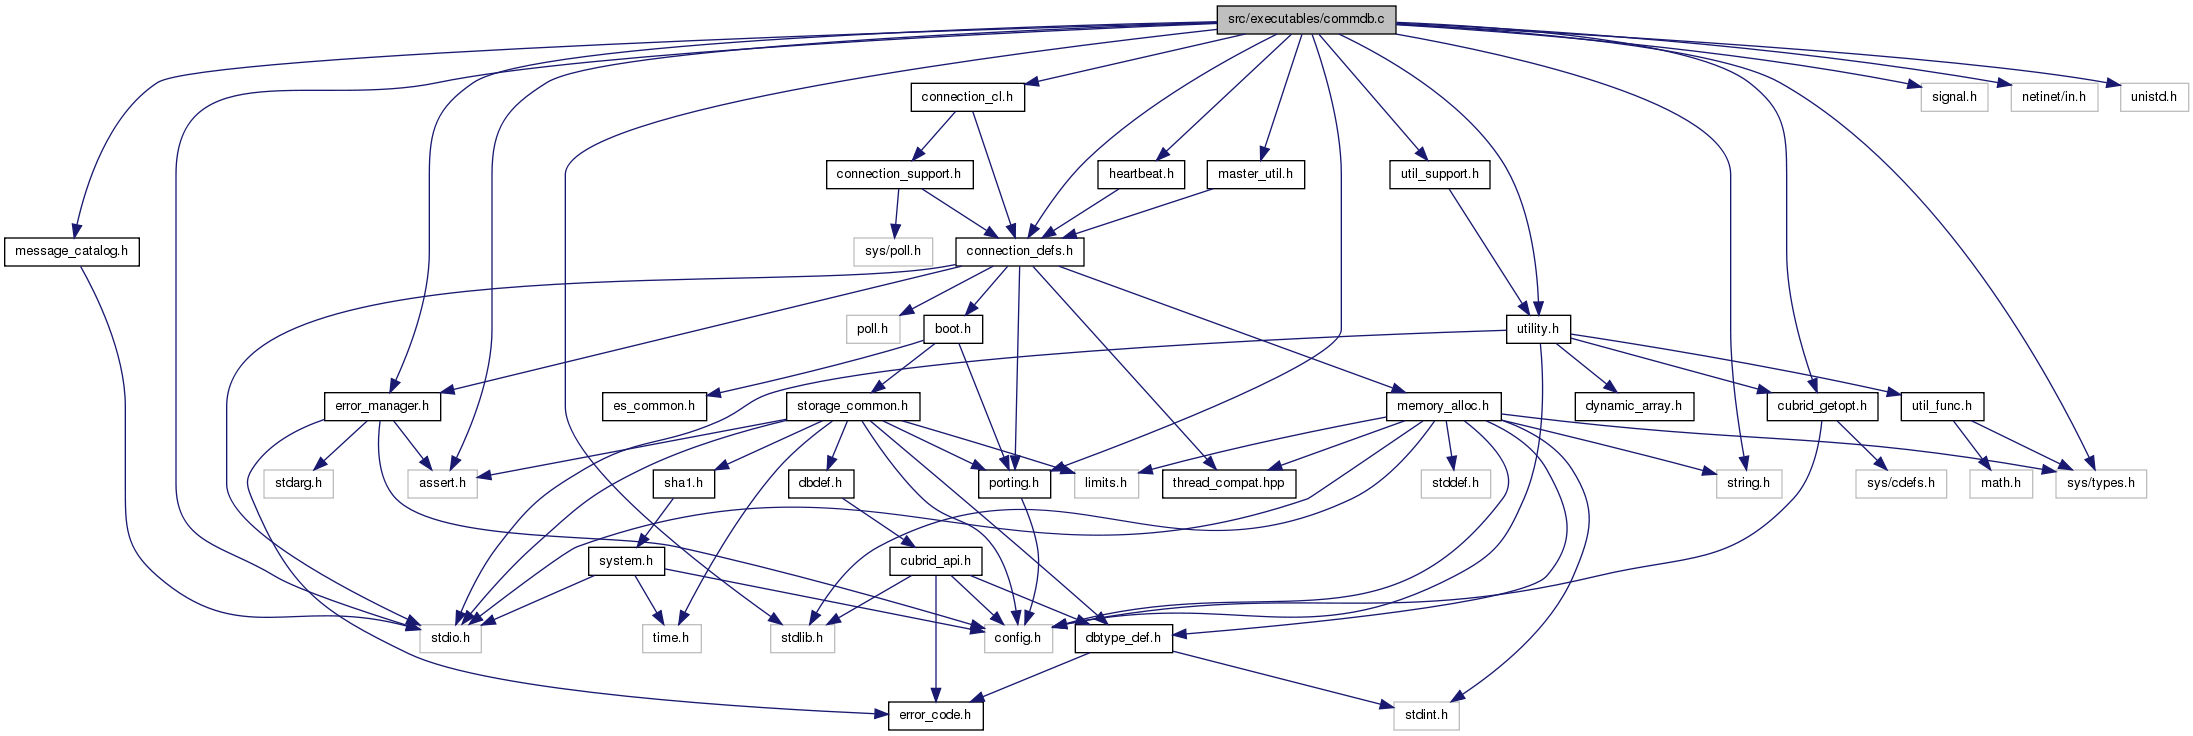 src/executables/commdb.c
connection_cl.h
signal.h
netinet/in.h
unistd.h
connection_support.h
heartbeat.h
master_util.h
util_support.h
message_catalog.h
sys/poll.h
connection_defs.h
poll.h
boot.h
utility.h
error_manager.h
es_common.h
storage_common.h
memory_alloc.h
dynamic_array.h
cubrid_getopt.h
util_func.h
stdarg.h
assert.h
sha1.h
dbdef.h
porting.h
limits.h
thread_compat.hpp
stddef.h
string.h
sys/cdefs.h
math.h
sys/types.h
system.h
cubrid_api.h
stdio.h
time.h
stdlib.h
config.h
dbtype_def.h
error_code.h
stdint.h